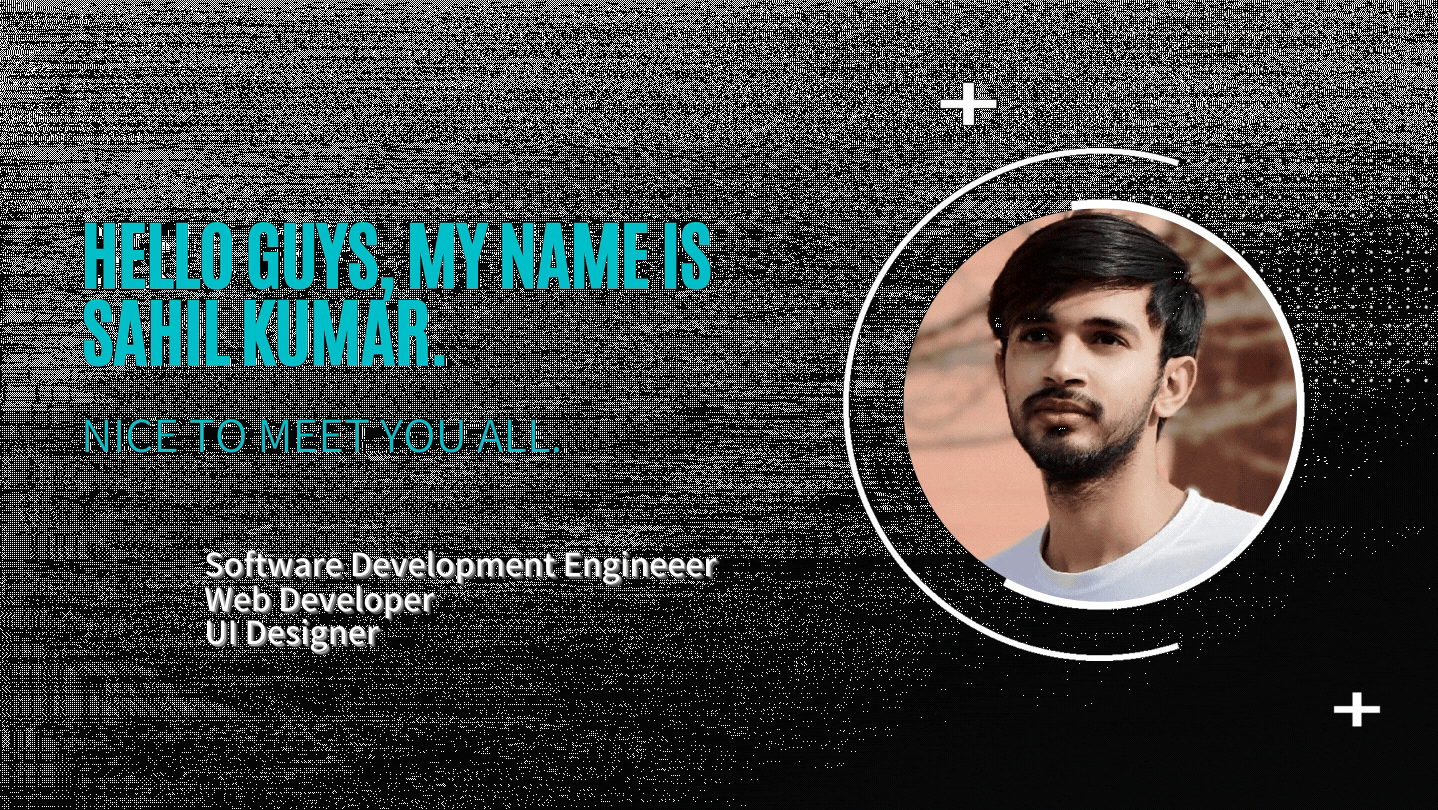 HELLO GUYS, MY NAME IS
SAHIL KUMAR.
NICE TO MEET YOU ALL.
Software Development Engineeer
Web Developer
UI Designer